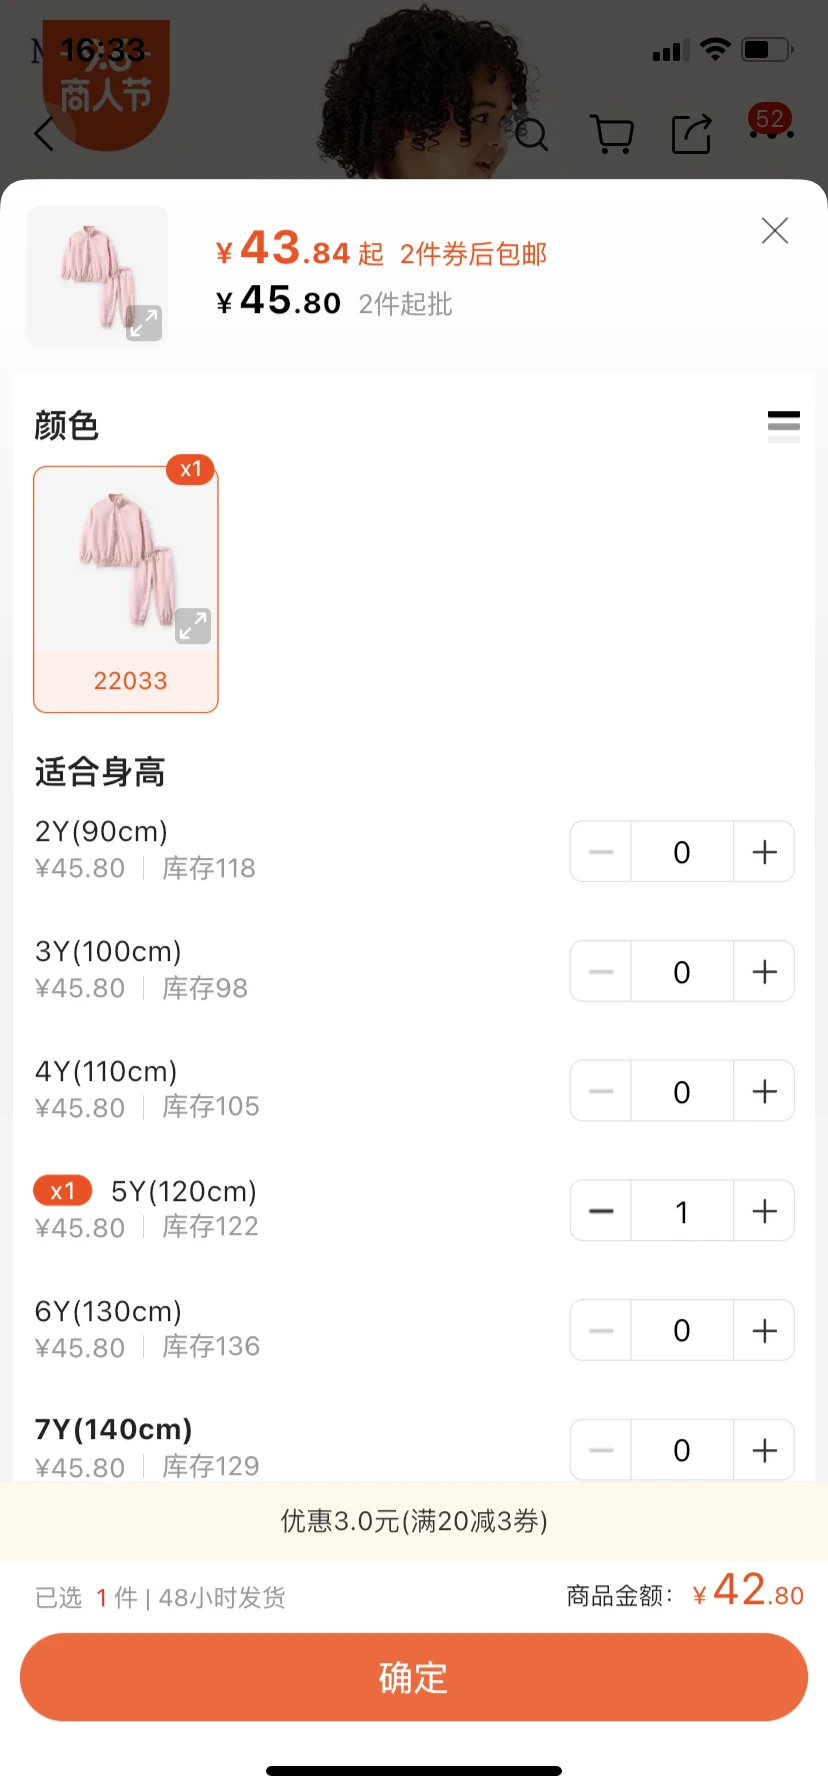 16:33
商人节
52
¥43.84起 2件券后包邮
¥45.80 2件起批
颜色
x1
22033
适合身高
2Y(90cm)
¥45.80 库存118
0
3Y(100cm)
¥45.80 库存98
0
4Y(110cm)
¥45.80 库存105
0
x1 5Y(120cm)
¥45.80 库存122
1
6Y(130cm)
¥45.80 库存136
0
7Y(140cm)
¥45.80 库存129
0
优惠3.0元(满20减3券)
已选 1 件 | 48小时发货 商品金额: ¥42.80
确定